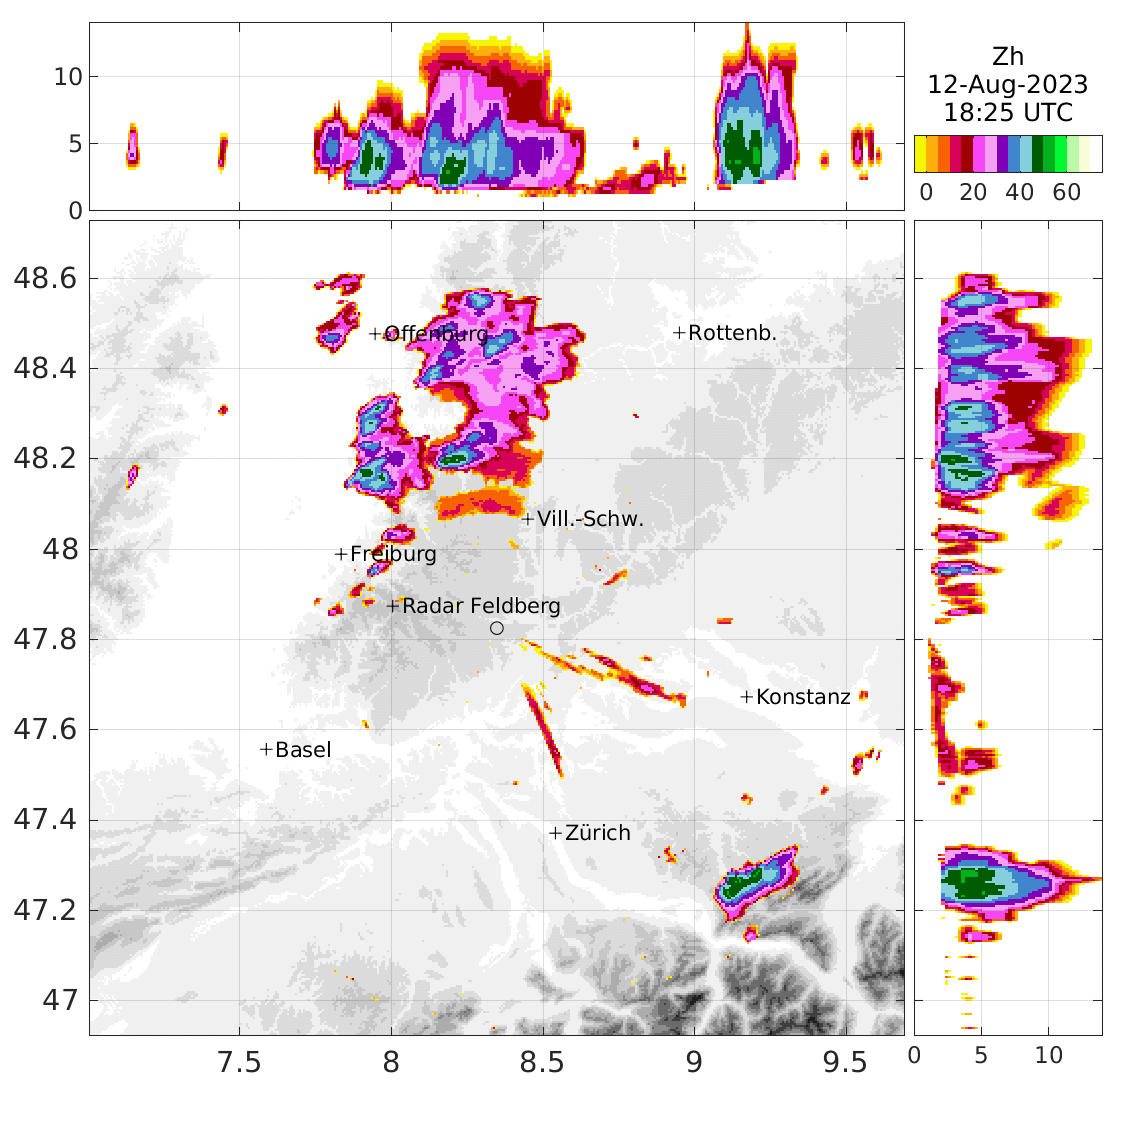 10
5
0
Zh
12-Aug-2023
18:25 UTC
0 20 40 60
48.6
48.4
48.2
48
47.8
47.6
47.4
47.2
47
+Offenburg
+Rottenb.
+Vill.-Schw.
+Freiburg
+Radar Feldberg
+Konstanz
+Basel
+Zürich
7.5 8 8.5 9 9.5
0 5 10